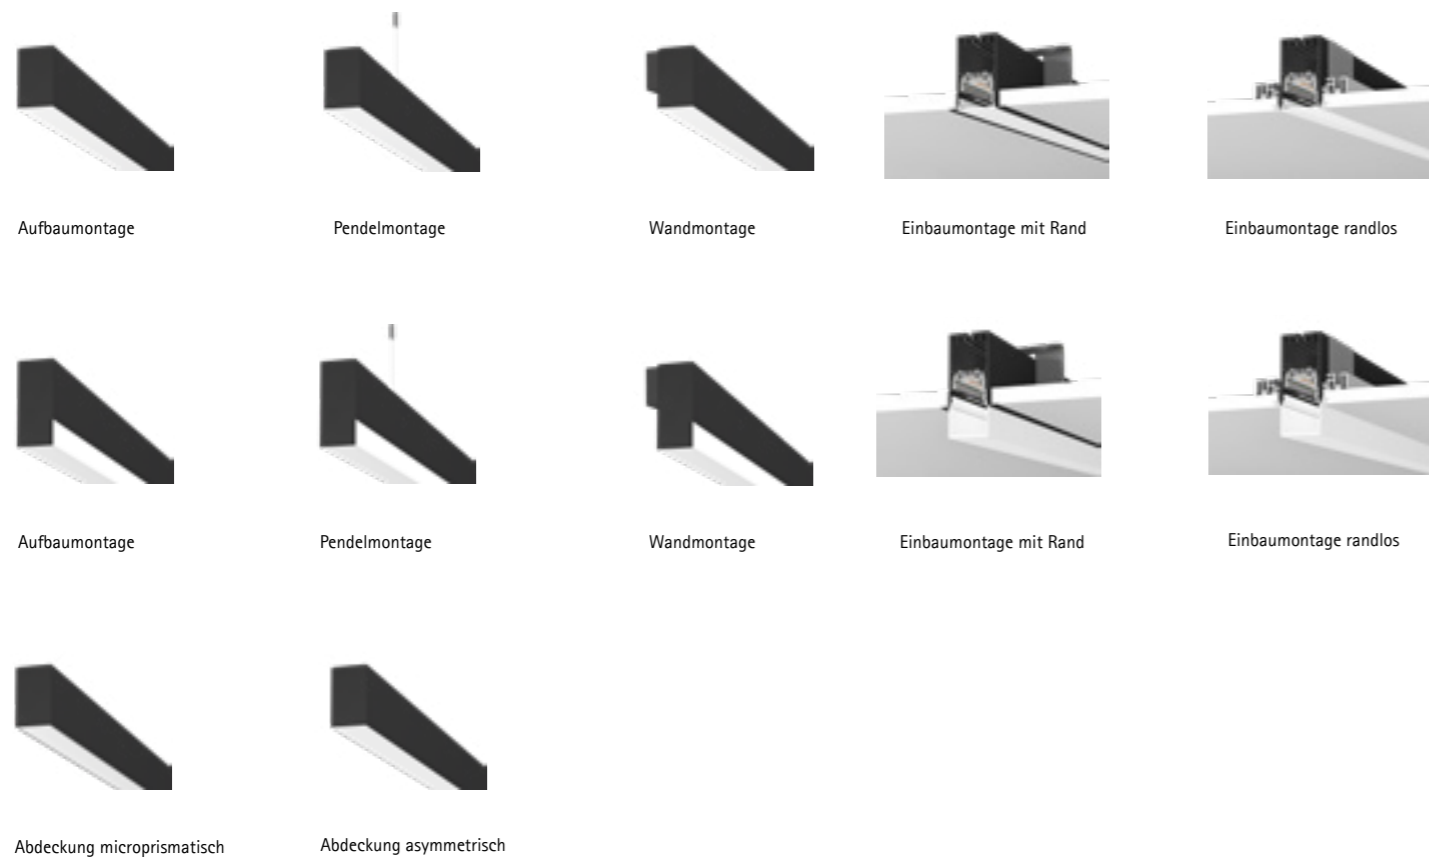 Aufbaumontage
Pendelmontage
Wandmontage
Einbaumontage mit Rand
Einbaumontage randlos
Aufbaumontage
Pendelmontage
Wandmontage
Einbaumontage mit Rand
Einbaumontage randlos
Abdeckung microprismatisch
Abdeckung asymmetrisch